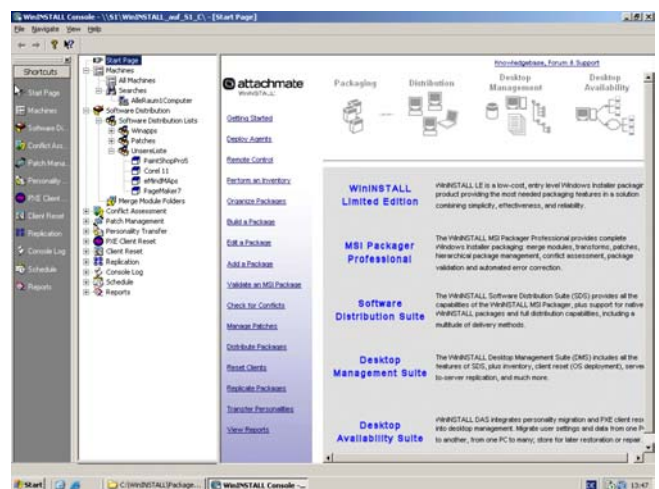 WinINSTALL Console - \\S1\WinINSTALL_auf_S1_C\ - [Start Page]
File Navigate View Help
Shortcuts
Start Page
Machines
Software Di...
Conflict Ass...
Patch Mana...
Personality ...
PXE Client ...
Client Reset
Replication
Console Log
Schedule
Reports
Start Page
Machines
All Machines
Searches
AlleRaum1Computer
Software Distribution
Software Distribution Lists
Winapps
Patches
UnsereListe
PaintShopPro5
Corel 11
eMindMAps
PageMaker7
Merge Module Folders
Conflict Assessment
Patch Management
Personality Transfer
PXE Client Reset
Client Reset
Replication
Console Log
Schedule
Reports
attachmate
WinINSTALL
Getting Started
Deploy Agents
Remote Control
Perform an Inventory
Organize Packages
Build a Package
Edit a Package
Add a Package
Validate an MSI Package
Check for Conflicts
Manage Patches
Distribute Packages
Reset Clients
Replicate Packages
Transfer Personalities
View Reports
Knowledgebase, Forum & Support
Packaging
Distribution
Desktop
Management
Desktop
Availability
WinINSTALL
Limited Edition
WinINSTALL LE is a low-cost, entry level Windows Installer packagin
product providing the most needed packaging features in a solution
combining simplicity, effectiveness, and reliability.
MSI Packager
Professional
The WinINSTALL MSI Packager Professional provides complete
Windows Installer packaging: merge modules, transforms, patches,
hierarchical package management, conflict assessment, package
validation and automated error correction.
Software
Distribution Suite
The WinINSTALL Software Distribution Suite (SDS) provides all the
capabilities of the WinINSTALL MSI Packager, plus support for native
WinINSTALL packages and full distribution capabilities, including a
multitude of delivery methods.
Desktop
Management Suite
The WinINSTALL Desktop Management Suite (DMS) includes all the
features of SDS, plus inventory, client reset (OS deployment), serve
to-server replication, and much more.
Desktop
Availability Suite
WinINSTALL DAS integrates personality migration and PXE client rese
into desktop management. Migrate user settings and data from one P
to another, from one PC to many, store for later restoration or repair.
Start
C:\WinINSTALL\Package...
WinINSTALL Console -...
DE
13:47